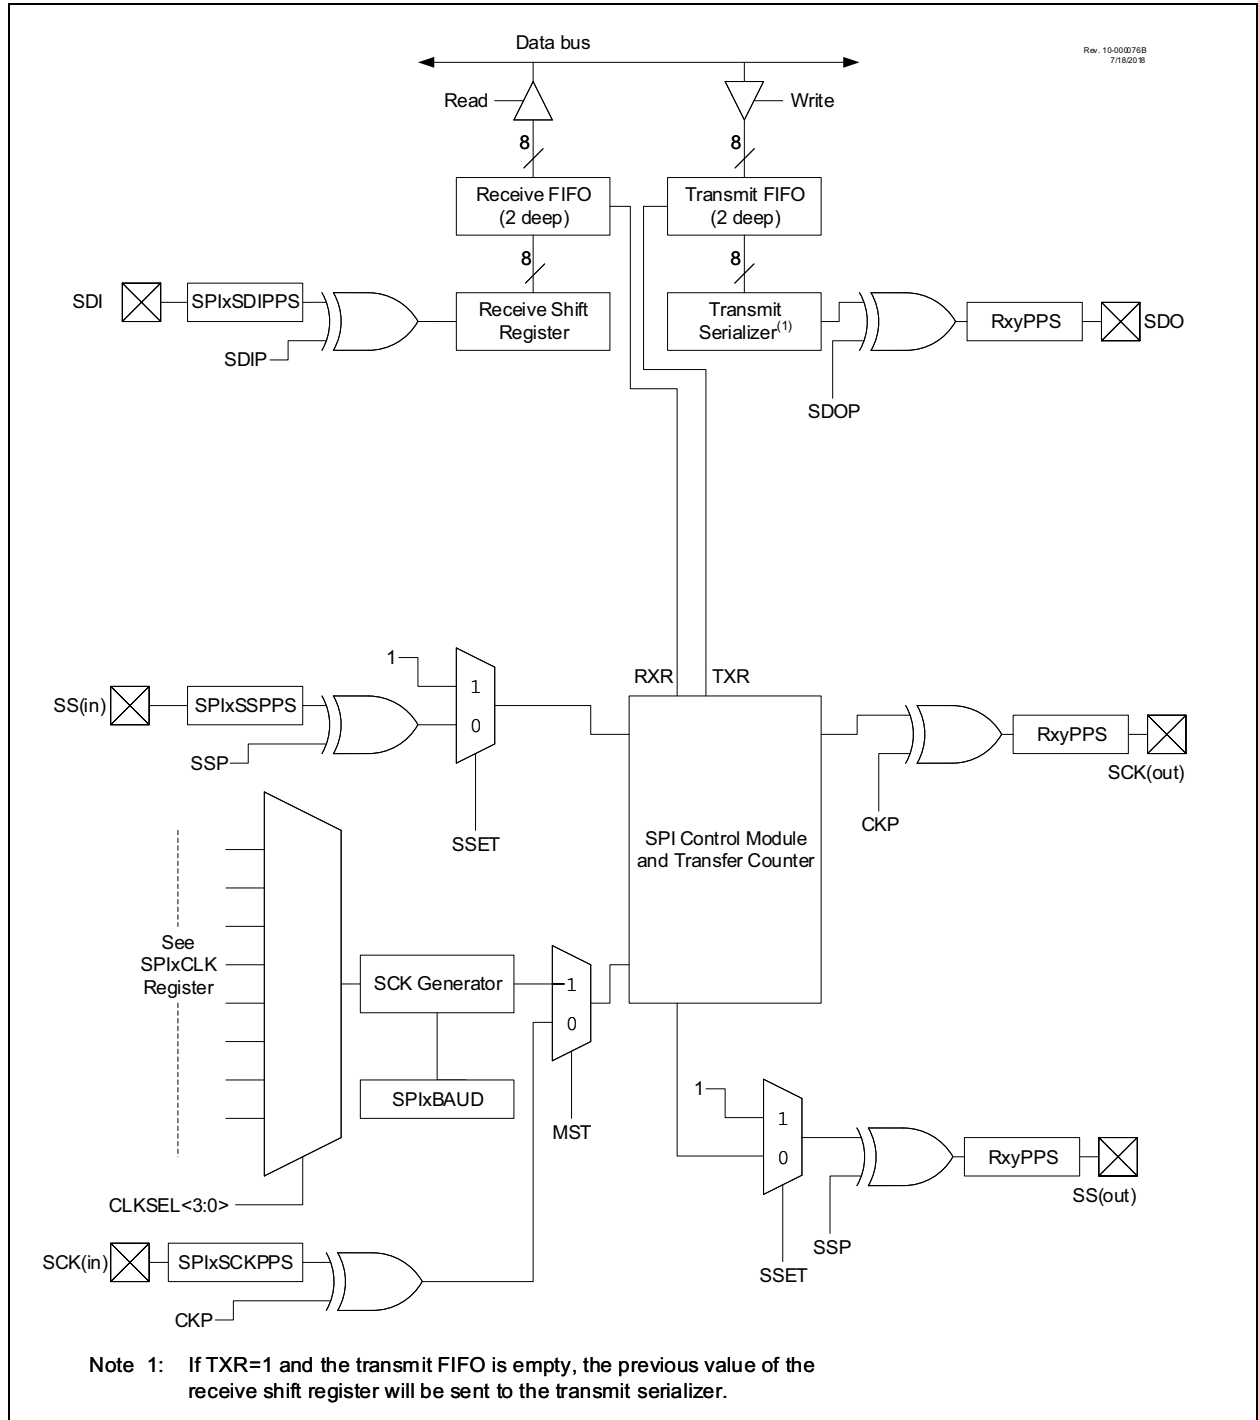 Data bus
Rev. 10-000076B
7/18/2018
Read
Write
8
8
Receive FIFO
(2 deep)
Transmit FIFO
(2 deep)
8
8
SDI
SPIxSDIPPS
Receive Shift
Register
Transmit
Serializer(1)
RxyPPS
SDO
SDIP
SDOP
1
RXR
TXR
1
SS(in)
SPIxSSPPS
0
RxyPPS
SSP
SCK(out)
SSET
CKP
SPI Control Module
and Transfer Counter
See
SPIxCLK
Register
SCK Generator
1
0
SPIxBAUD
1
1
MST
0
RxyPPS
CLKSEL<3:0>
SS(out)
SSP
SCK(in)
SPIxSCKPPS
SSET
CKP
Note 1: If TXR=1 and the transmit FIFO is empty, the previous value of the
receive shift register will be sent to the transmit serializer.